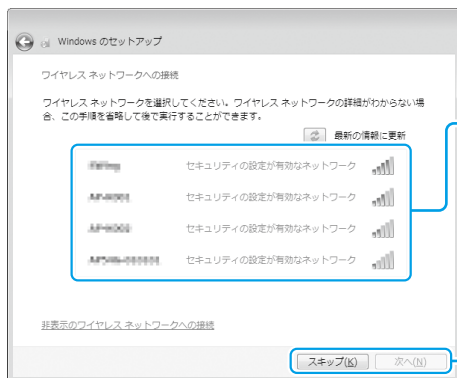 Windows のセットアップ
ワイヤレス ネットワークへの接続
ワイヤレス ネットワークを選択してください。ワイヤレス ネットワークの詳細がわからない場
合、この手順を省略して後で実行することができます。
最新の情報に更新
セキュリティの設定が有効なネットワーク
セキュリティの設定が有効なネットワーク
セキュリティの設定が有効なネットワーク
セキュリティの設定が有効なネットワーク
非表示のワイヤレス ネットワークへの接続
スキップ(K) 次へ(N)